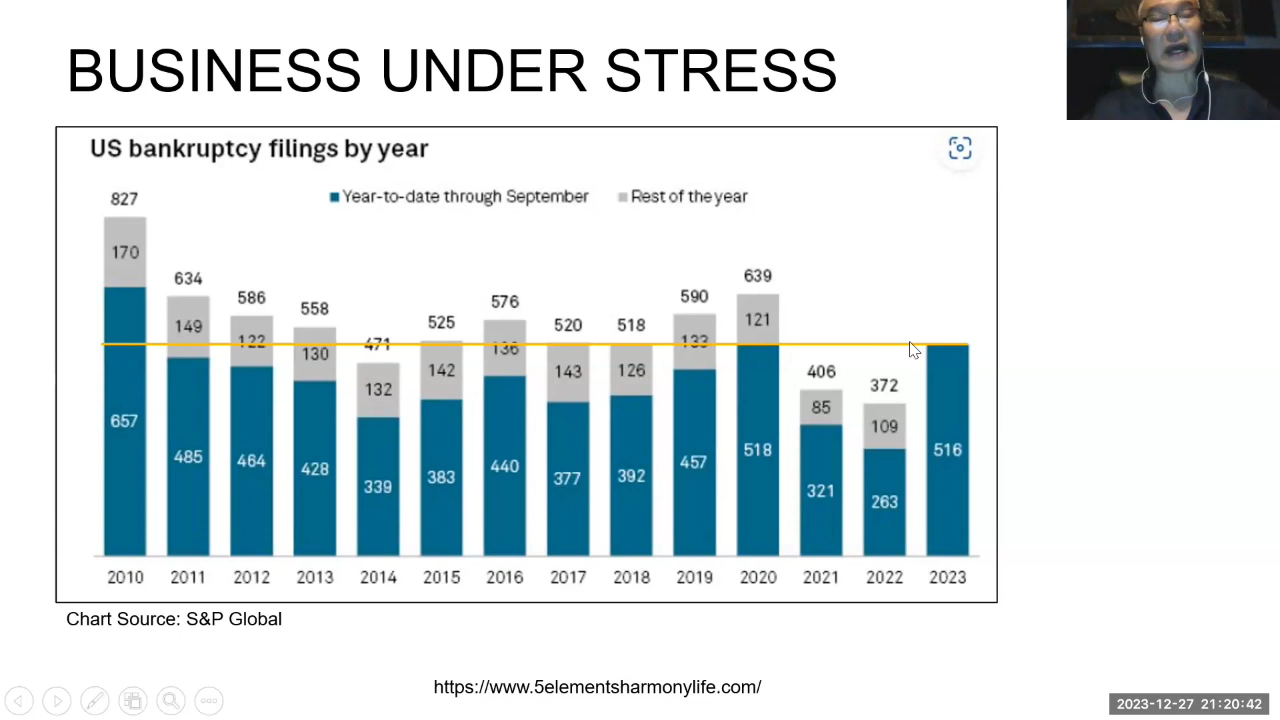 BUSINESS UNDER STRESS
US bankruptcy filings by year
Year-to-date through September Rest of the year
827 634 586 558 471 525 576 520 518 590 639 406 372
170 149 122 130 132 142 136 143 126 133 121 85 109
657 485 464 428 339 383 440 377 392 457 518 321 263 516
2010 2011 2012 2013 2014 2015 2016 2017 2018 2019 2020 2021 2022 2023
Chart Source: S&P Global
https://www.5elementsharmonylife.com/
2023-12-27 21:20:42